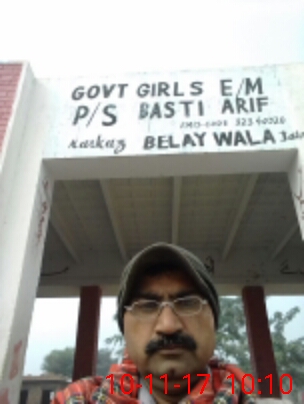 GOVT GIRLS E/M
P/S BASTI ARIF
Markaz BELAY WALA
10-11-17 10:10